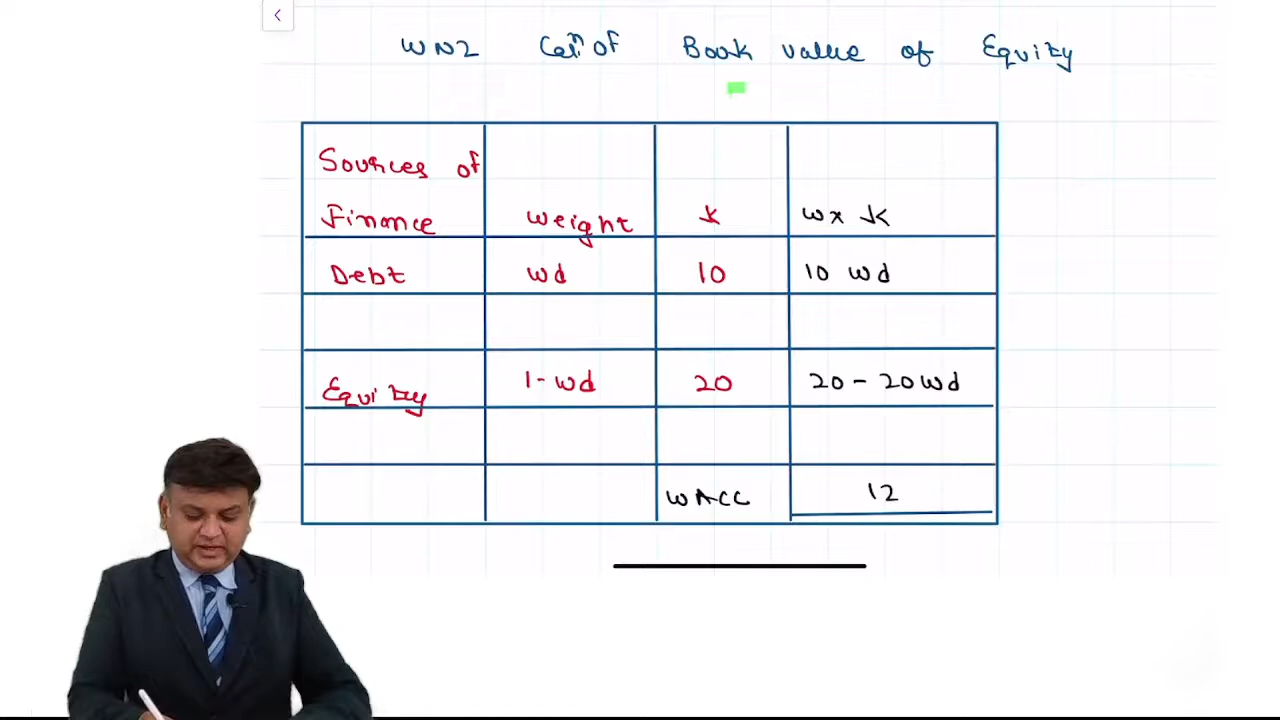 WN2 Caln of Book value of Equity
Sources of
Finance weight K W x K
Debt wd 10 10 wd
Equity 1 - wd 20 20 - 20wd
WACC 12